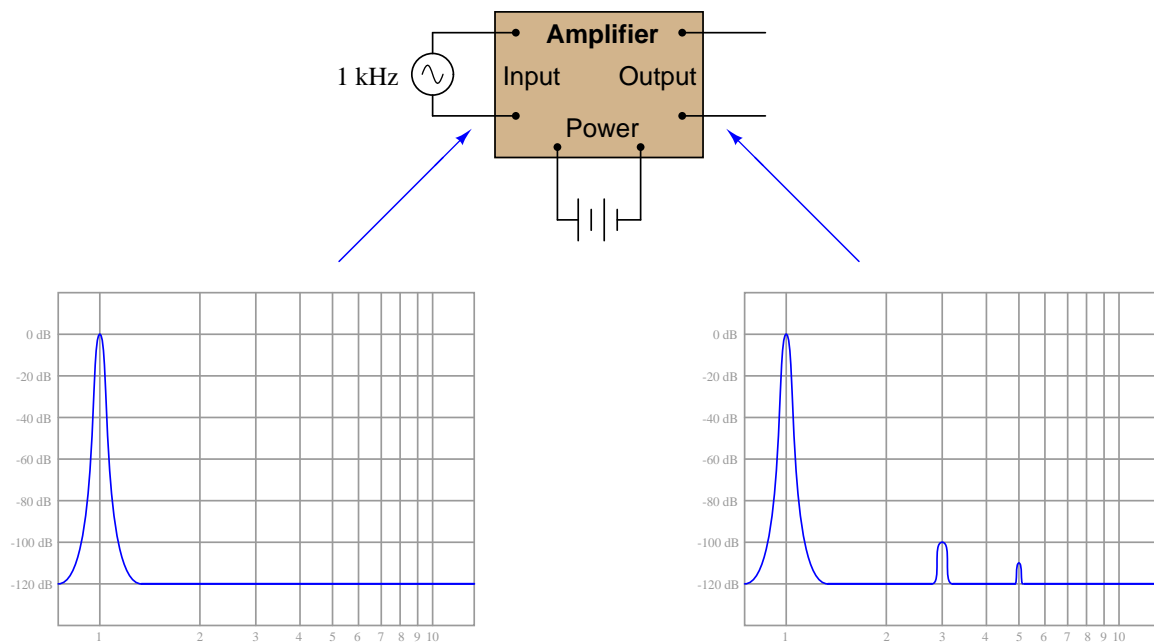 Amplifier
1 kHz
Input
Output
Power
0 dB
-20 dB
-40 dB
-60 dB
-80 dB
-100 dB
-120 dB
1 2 3 4 5 6 7 8 9 10
0 dB
-20 dB
-40 dB
-60 dB
-80 dB
-100 dB
-120 dB
1 2 3 4 5 6 7 8 9 10